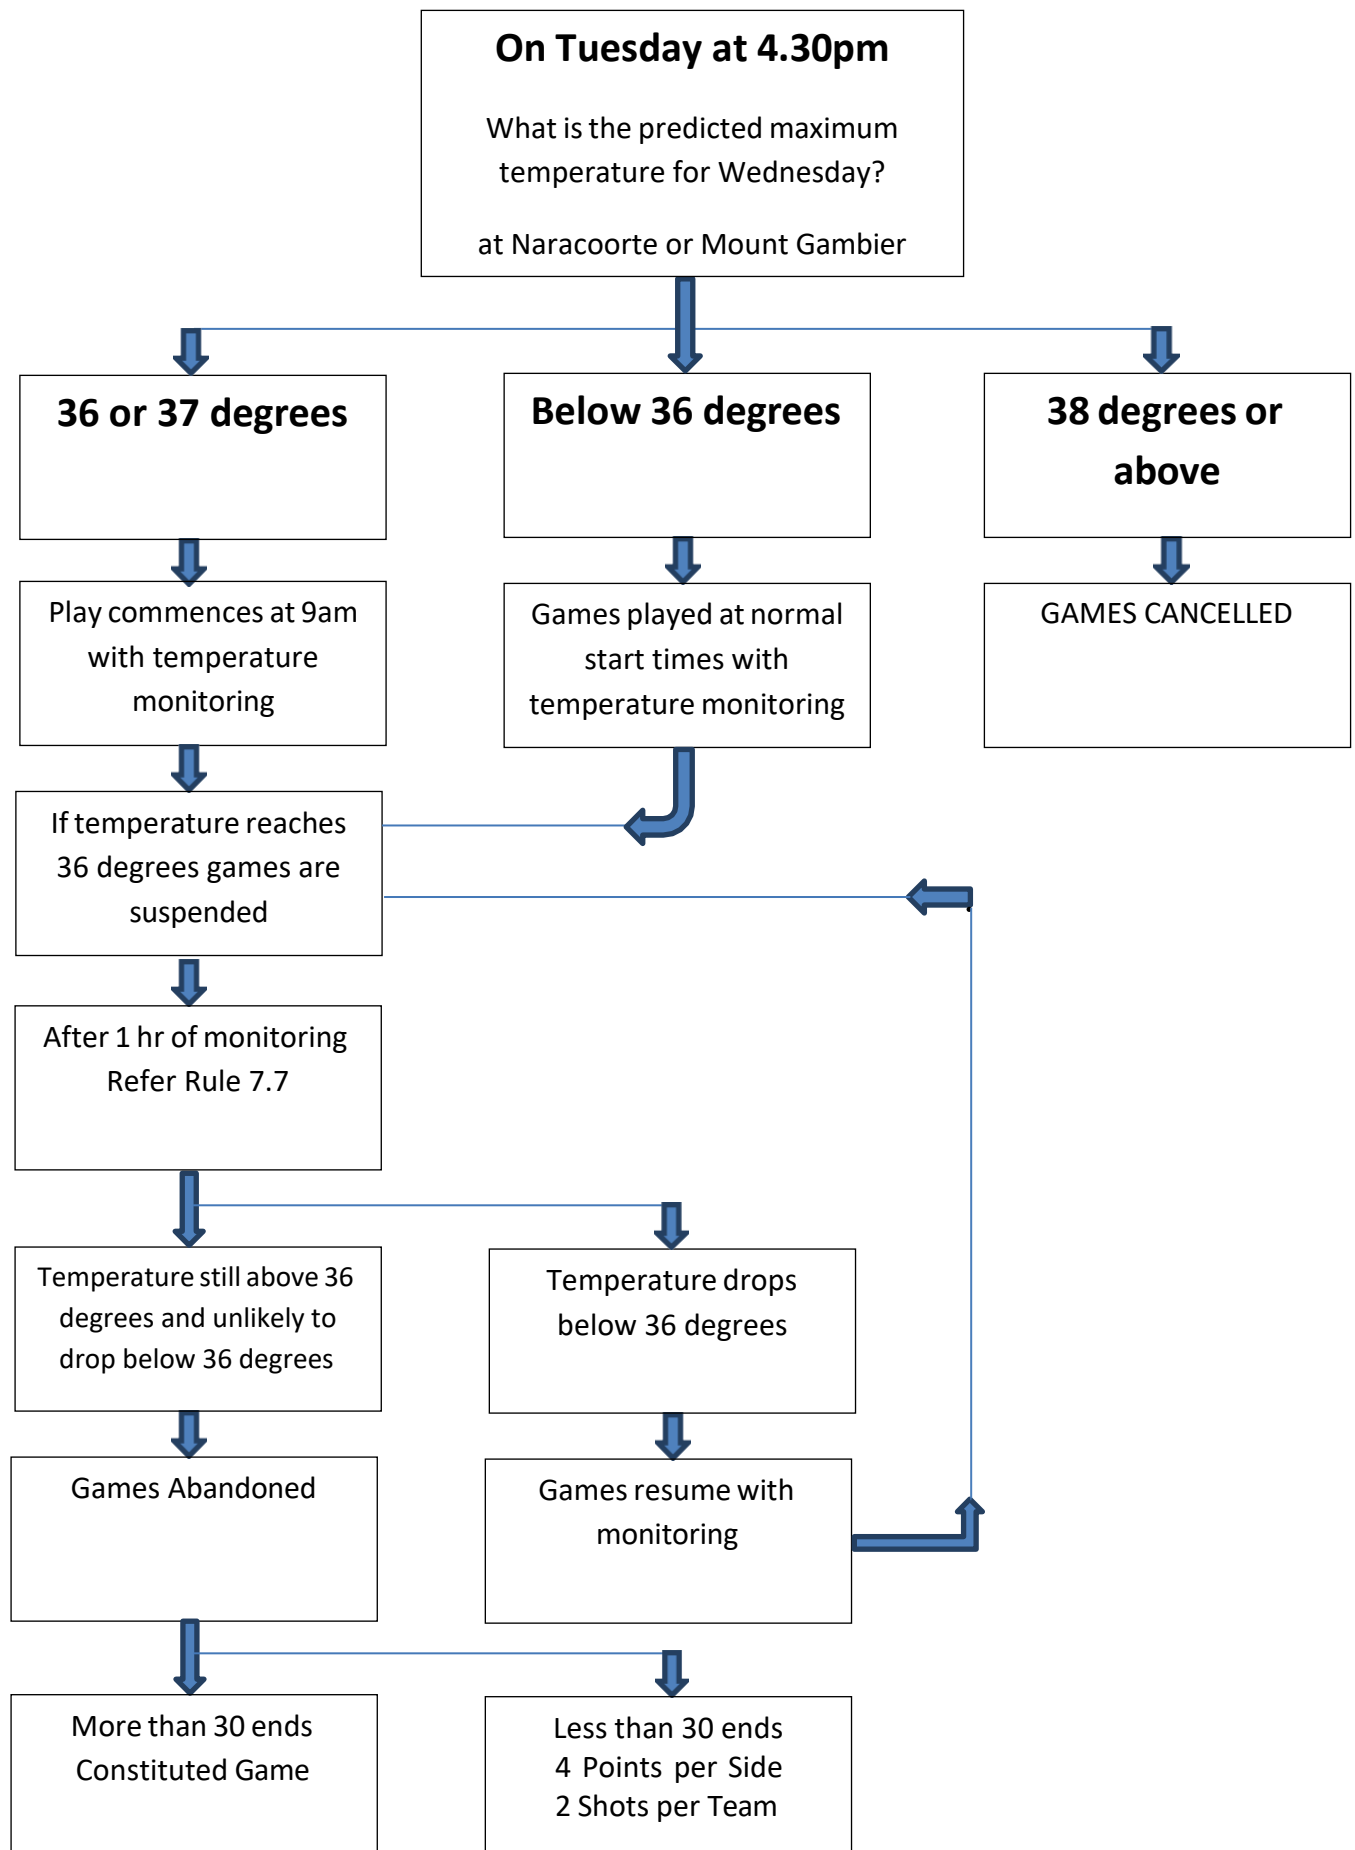 On Tuesday at 4.30pm
What is the predicted maximum
temperature for Wednesday?
at Naracoorte or Mount Gambier
36 or 37 degrees
Below 36 degrees
38 degrees or
above
Play commences at 9am
with temperature
monitoring
Games played at normal
start times with
temperature monitoring
GAMES CANCELLED
If temperature reaches
36 degrees games are
suspended
After 1 hr of monitoring
Refer Rule 7.7
Temperature still above 36
degrees and unlikely to
drop below 36 degrees
Temperature drops
below 36 degrees
Games Abandoned
Games resume with
monitoring
More than 30 ends
Constituted Game
Less than 30 ends
4 Points per Side
2 Shots per Team